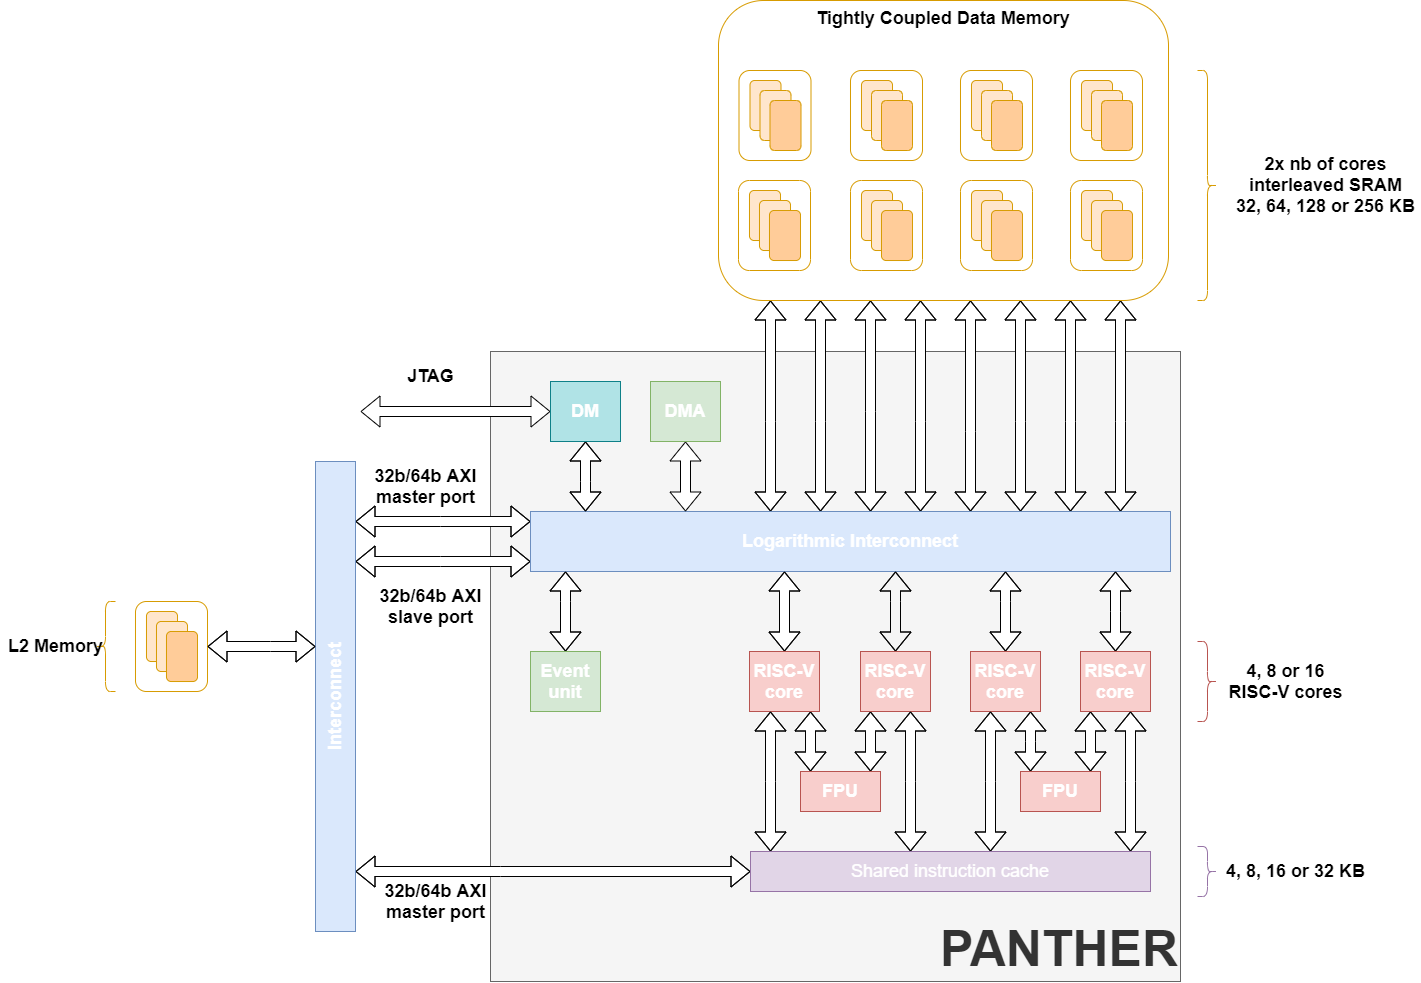 Tightly Coupled Data Memory
2x nb of cores
interleaved SRAM
32, 64, 128 or 256 KB
JTAG
DM
DMA
32b/64b AXI
master port
Logarithmic Interconnect
32b/64b AXI
slave port
L2 Memory
Interconnect
Event
unit
RISC-V
core
RISC-V
core
RISC-V
core
RISC-V
core
4, 8 or 16
RISC-V cores
FPU
FPU
Shared instruction cache
4, 8, 16 or 32 KB
32b/64b AXI
master port
PANTHER